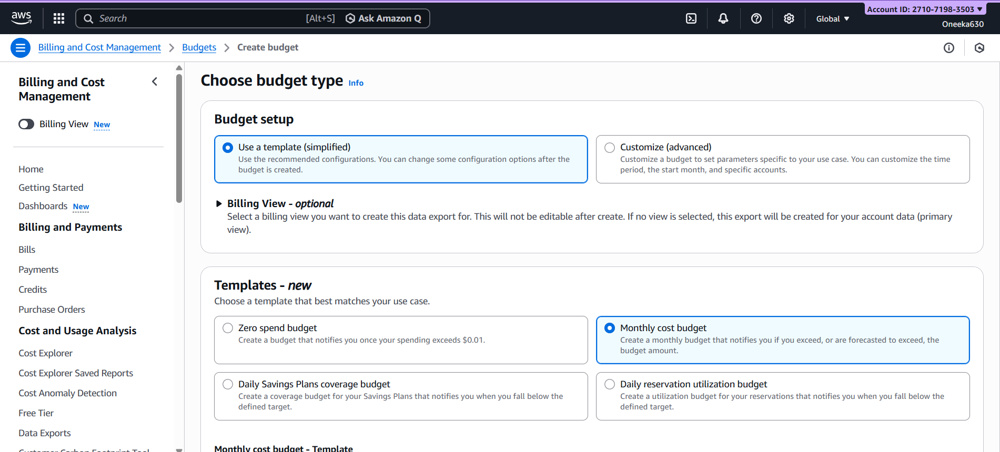 aws
Search [Alt+S] Ask Amazon Q
Global
Account ID: 2710-7198-3503
Oneeka630
Billing and Cost Management > Budgets > Create budget
Billing and Cost
Management
Billing View New
Home
Getting Started
Dashboards New
Billing and Payments
Bills
Payments
Credits
Purchase Orders
Cost and Usage Analysis
Cost Explorer
Cost Explorer Saved Reports
Cost Anomaly Detection
Free Tier
Data Exports
Customer Carbon Footprint Tool
Choose budget type Info
Budget setup
Use a template (simplified)
Use the recommended configurations. You can change some configuration options after the
budget is created.
Customize (advanced)
Customize a budget to set parameters specific to your use case. You can customize the time
period, the start month, and specific accounts.
Billing View - optional
Select a billing view you want to create this data export for. This will not be editable after create. If no view is selected, this export will be created for your account data (primary
view).
Templates - new
Choose a template that best matches your use case.
Zero spend budget
Create a budget that notifies you once your spending exceeds $0.01.
Monthly cost budget
Create a monthly budget that notifies you if you exceed, or are forecasted to exceed, the
budget amount.
Daily Savings Plans coverage budget
Create a coverage budget for your Savings Plans that notifies you when you fall below the
defined target.
Daily reservation utilization budget
Create a utilization budget for your reservations that notifies you when you fall below the
defined target.
Monthly cost budget - Template